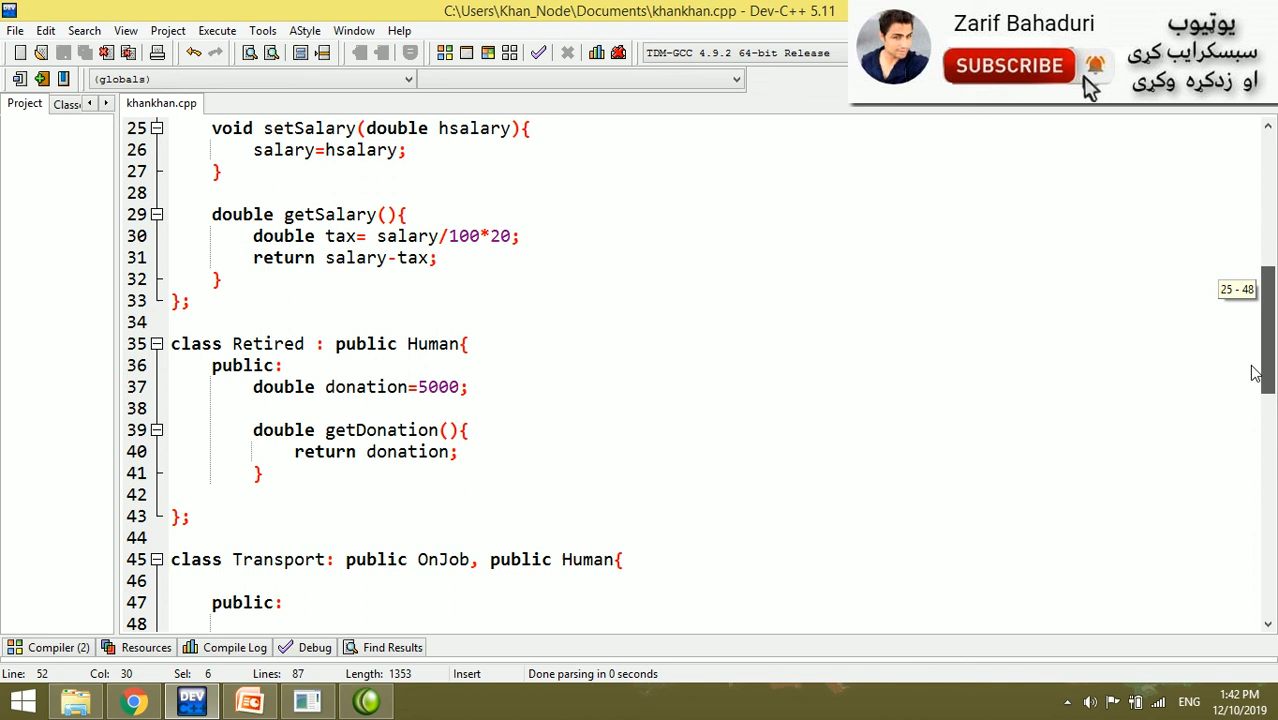 C:\Users\Khan_Node\Documents\khankhan.cpp - Dev-C++ 5.11
File Edit Search View Project Execute Tools AStyle Window Help
TDM-GCC 4.9.2 64-bit Release
(globals)
Project Classe khankhan.cpp
Zarif Bahaduri
SUBSCRIBE
يوټيوب
سبسکرايب کړی
او زدکړه وکړی
25 void setSalary(double hsalary){
26 salary=hsalary;
27 }
28
29 double getSalary(){
30 double tax= salary/100*20;
31 return salary-tax;
32 }
33 };
34
35 class Retired : public Human{
36 public:
37 double donation=5000;
38
39 double getDonation(){
40 return donation;
41 }
42
43 };
44
45 class Transport: public OnJob, public Human{
46
47 public:
48
25 - 48
Compiler (2) Resources Compile Log Debug Find Results
Line: 52 Col: 30 Sel: 6 Lines: 87 Length: 1353 Insert Done parsing in 0 seconds
DEV C++
ENG
1:42 PM
12/10/2019